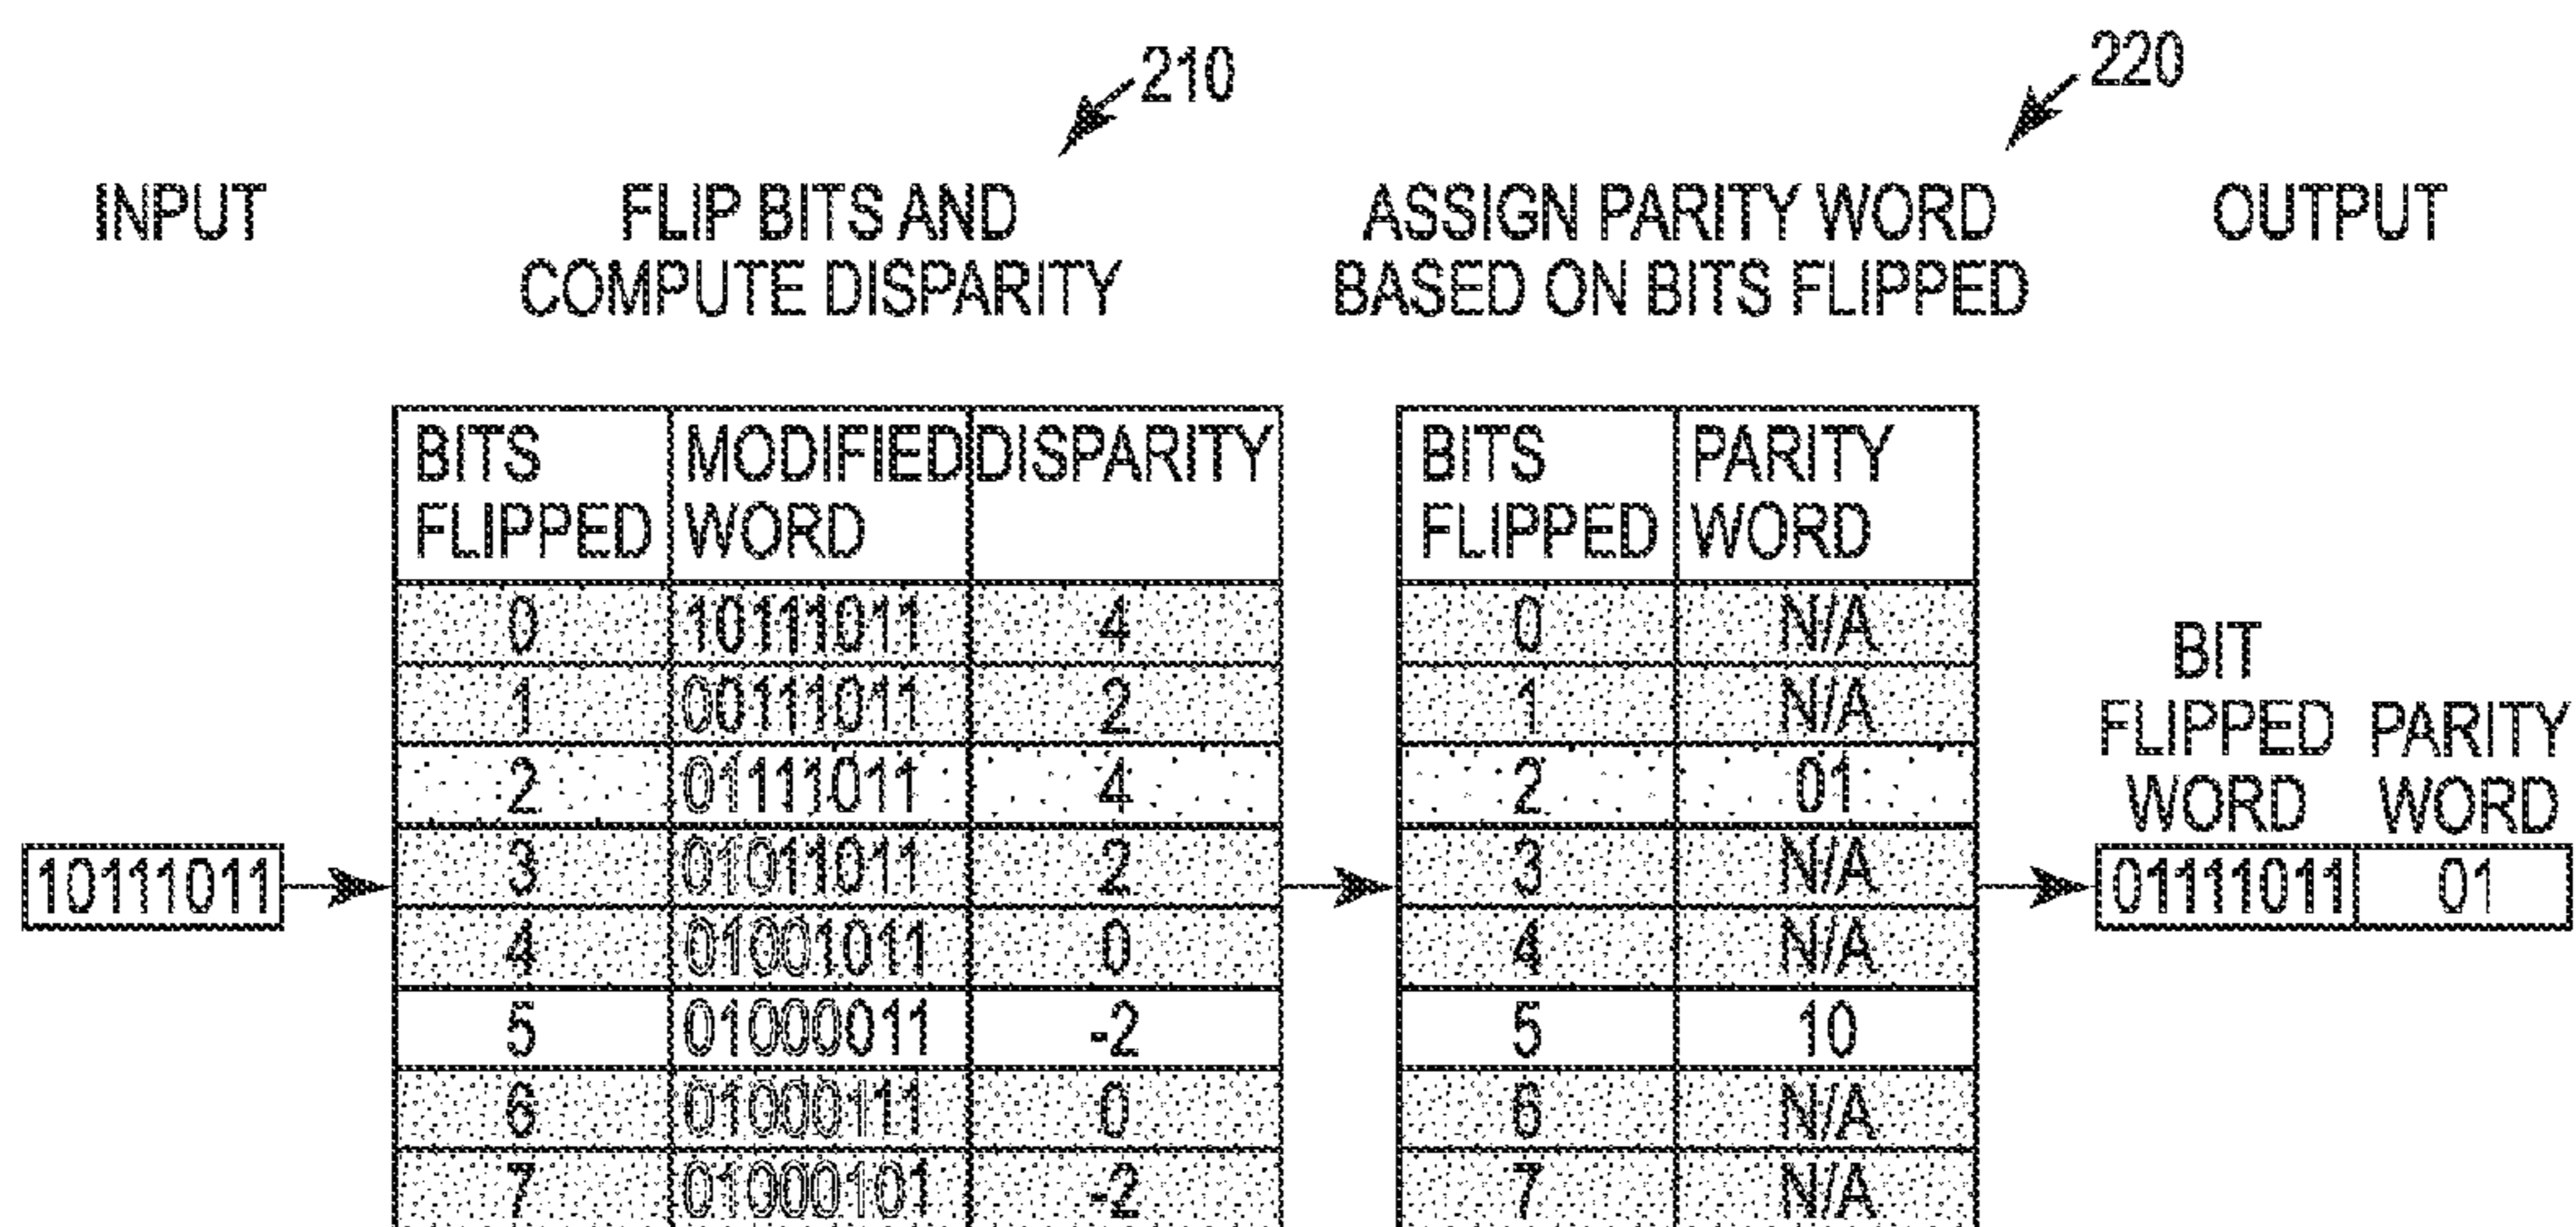 210
220
INPUT
FLIP BITS AND
COMPUTE DISPARITY
ASSIGN PARITY WORD
BASED ON BITS FLIPPED
OUTPUT
BITS FLIPPED MODIFIED WORD DISPARITY
0 10111011 4
1 00111011 2
2 01111011 4
3 01011011 2
4 01001011 0
5 01000011 -2
6 01000111 0
7 01000101 -2
BITS FLIPPED PARITY WORD
0 N/A
1 N/A
2 01
3 N/A
4 N/A
5 10
6 N/A
7 N/A
10111011
BIT
FLIPPED PARITY
WORD WORD
01111011 01